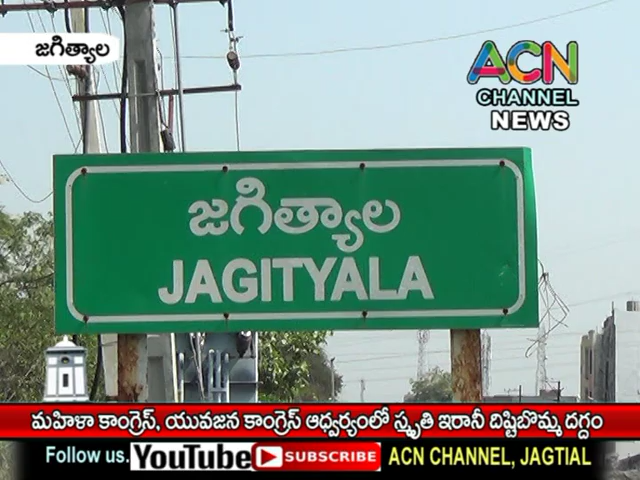 జగిత్యాల
ACN
CHANNEL
NEWS
జగిత్యాల
JAGITYALA
మహిళా కాంగ్రెస్, యువజన కాంగ్రెస్ ఆధ్వర్యంలో స్మృతి ఇరానీ దిష్టిబొమ్మ దగ్ధం
Follow us. YouTube SUBSCRIBE ACN CHANNEL, JAGTIAL